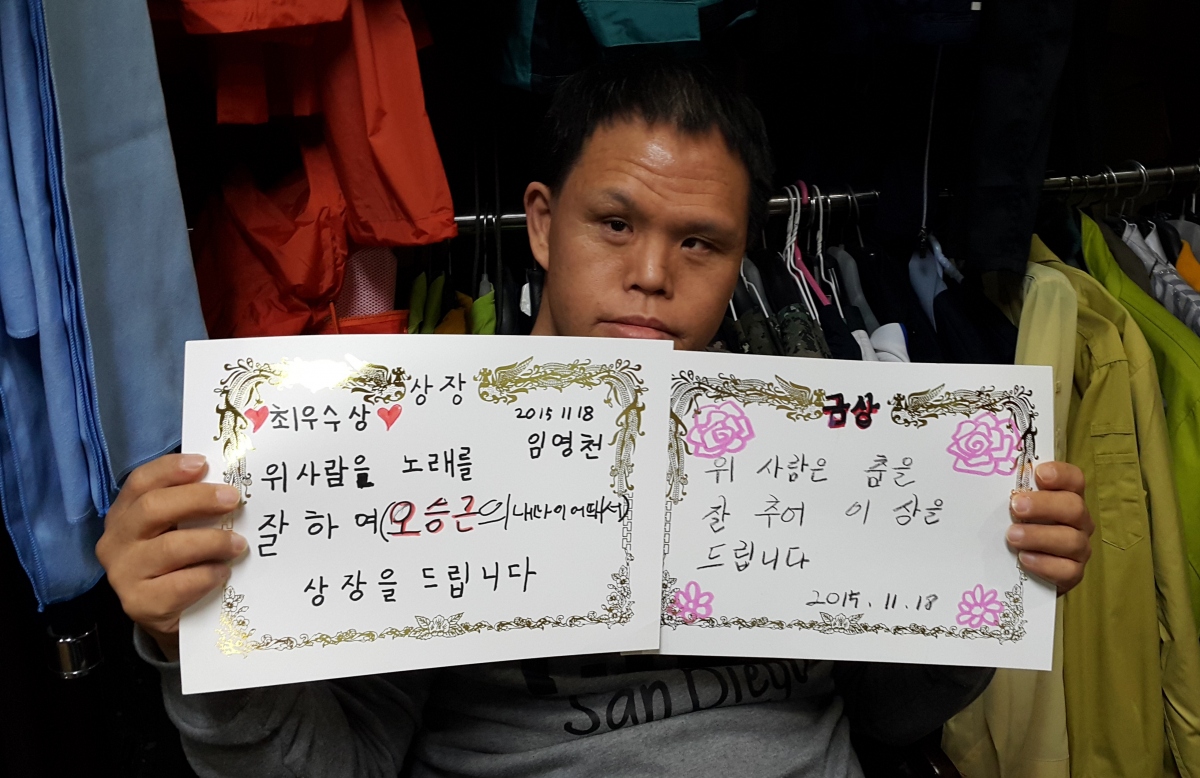 상장
♥최우수상♥
2015 11 18
임영천
위사람을 노래를
잘하여(오승근의 내나이 어때서)
상장을 드립니다
금상
위 사람은 춤을
잘 추어 이 상을
드립니다
2015. 11. 18
San Diego